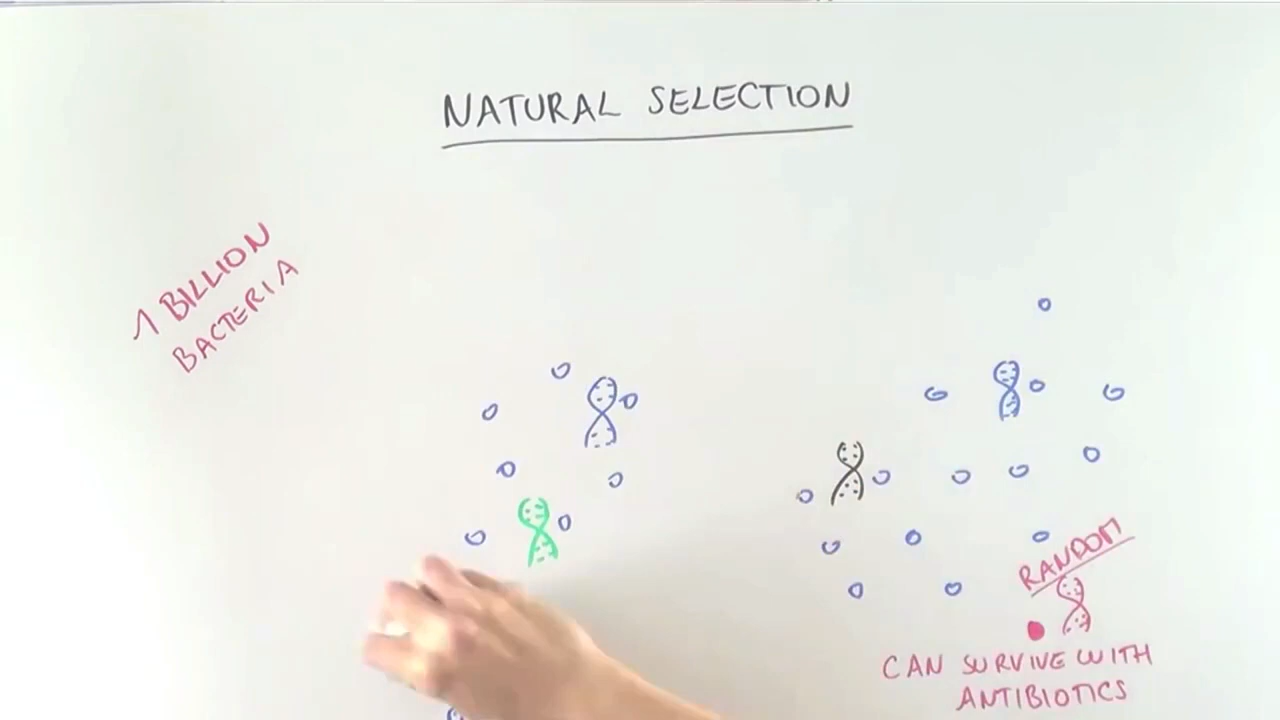 NATURAL SELECTION
1 BILLION
BACTERIA
RANDOM
CAN SURVIVE WITH
ANTIBIOTICS